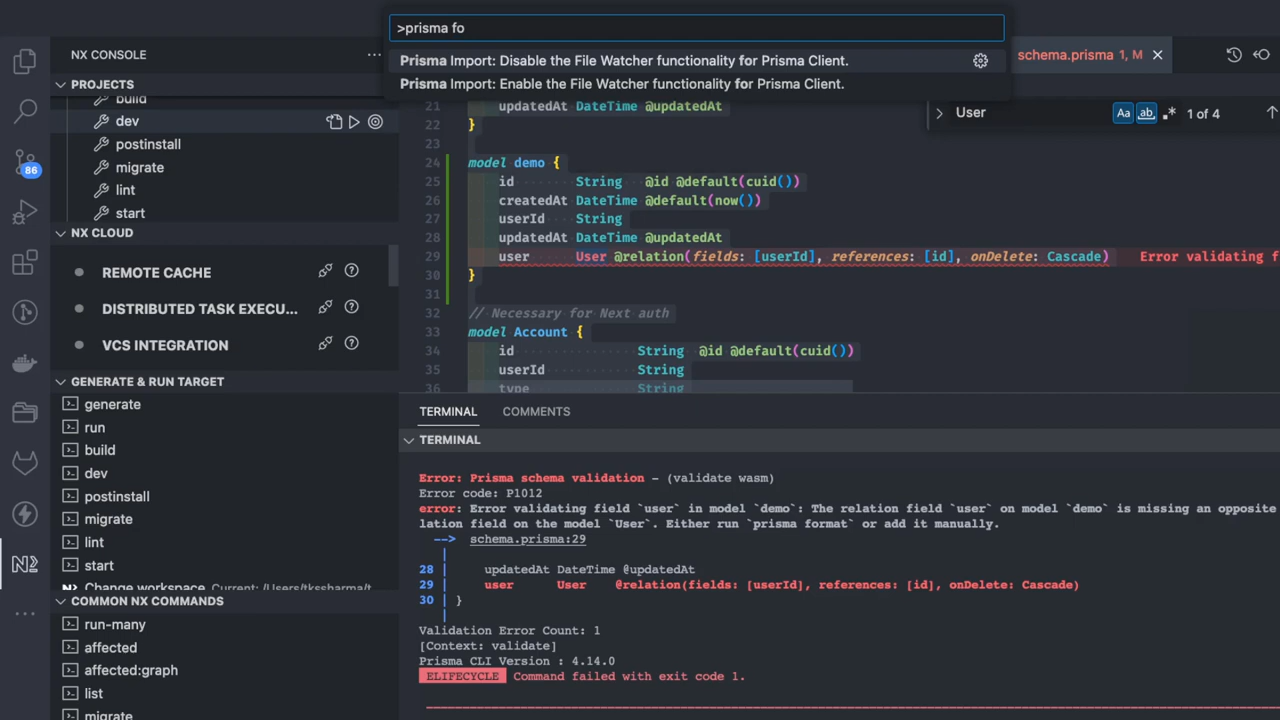 >prisma fo
Prisma Import: Disable the File Watcher functionality for Prisma Client.
Prisma Import: Enable the File Watcher functionality for Prisma Client.
NX CONSOLE
PROJECTS
build
dev
postinstall
migrate
lint
start
NX CLOUD
REMOTE CACHE
DISTRIBUTED TASK EXECU...
VCS INTEGRATION
GENERATE & RUN TARGET
generate
run
build
dev
postinstall
migrate
lint
start
Change workspace Current: /Users/tkssharma/t
COMMON NX COMMANDS
run-many
affected
affected:graph
list
migrate
86
schema.prisma 1, M
User
Aa
ab
1 of 4
21 updatedAt DateTime @updatedAt
22 }
23
24 model demo {
25 id String @id @default(cuid())
26 createdAt DateTime @default(now())
27 userId String
28 updatedAt DateTime @updatedAt
29 user User @relation(fields: [userId], references: [id], onDelete: Cascade) Error validating f
30 }
31
32 // Necessary for Next auth
33 model Account {
34 id String @id @default(cuid())
35 userId String
36 type String
TERMINAL COMMENTS
TERMINAL
Error: Prisma schema validation - (validate wasm)
Error code: P1012
error: Error validating field `user` in model `demo`: The relation field `user` on model `demo` is missing an opposite
lation field on the model `User`. Either run `prisma format` or add it manually.
--> schema.prisma:29
|
28 | updatedAt DateTime @updatedAt
29 | user User @relation(fields: [userId], references: [id], onDelete: Cascade)
30 | }
|
Validation Error Count: 1
[Context: validate]
Prisma CLI Version : 4.14.0
ELIFECYCLE Command failed with exit code 1.